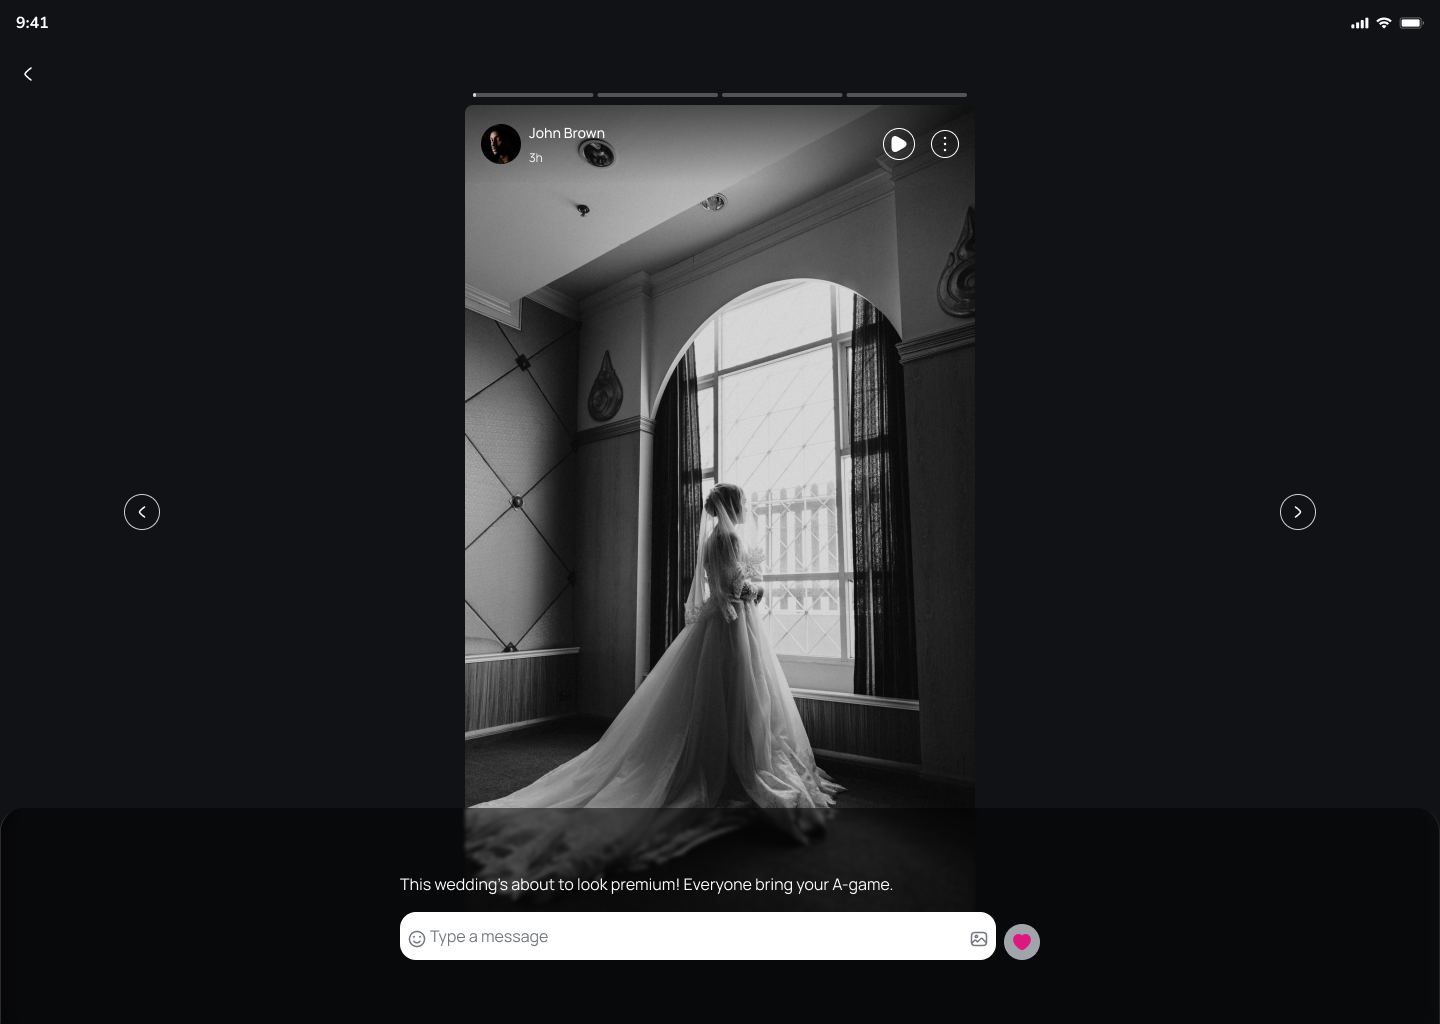 9:41
John Brown
3h
This wedding's about to look premium! Everyone bring your A-game.
Type a message